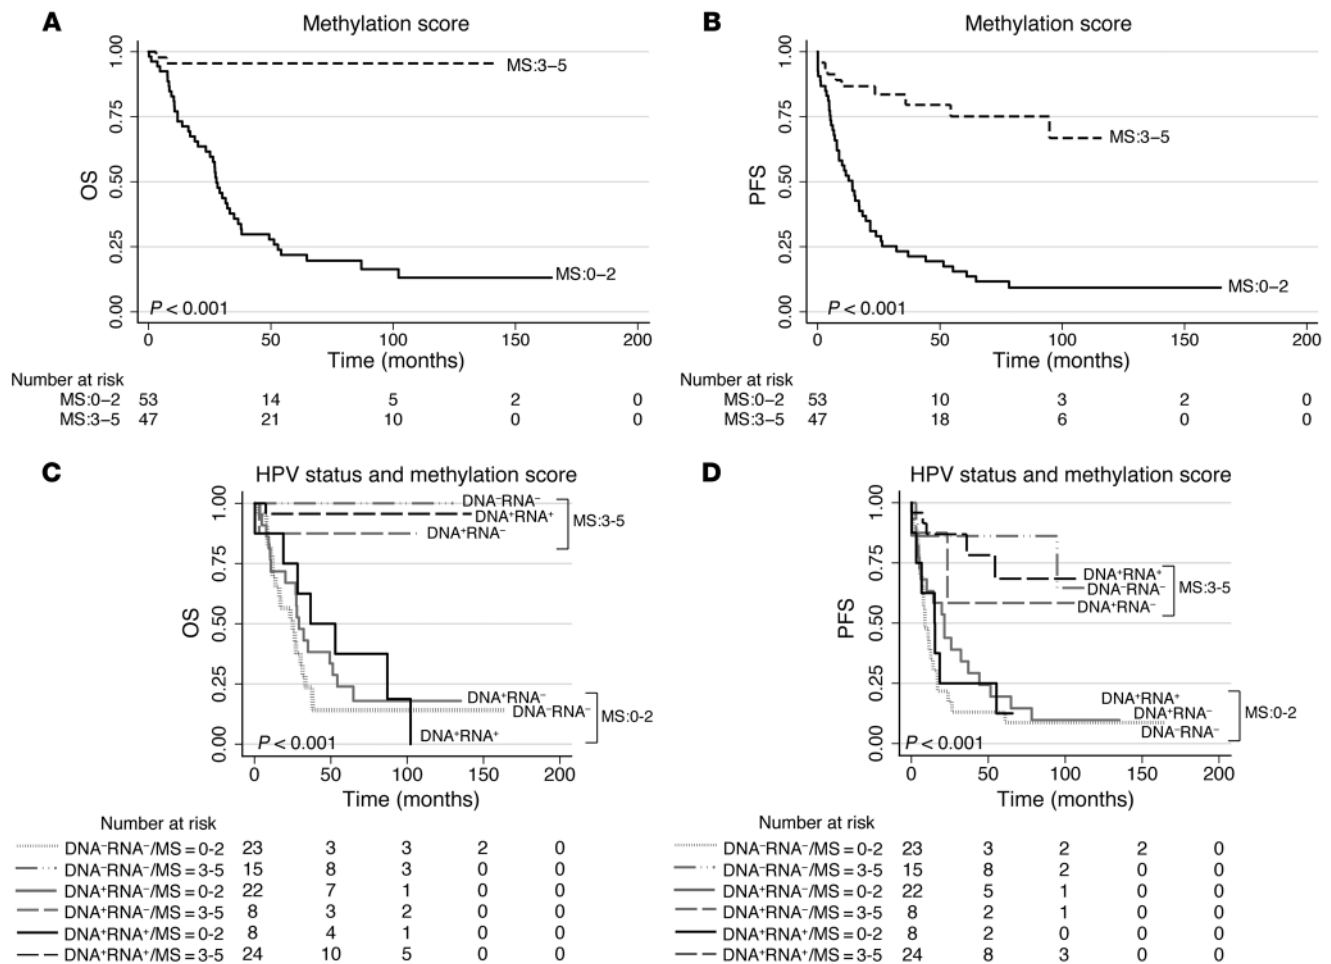 A
Methylation score
1.00
0.75
0.50
0.25
0.00
OS
MS:3–5
MS:0–2
P < 0.001
0 50 100 150 200
Time (months)
Number at risk
MS:0–2 53 14 5 2 0
MS:3–5 47 21 10 0 0
B
Methylation score
1.00
0.75
0.50
0.25
0.00
PFS
MS:3–5
MS:0–2
P < 0.001
0 50 100 150 200
Time (months)
Number at risk
MS:0–2 53 10 3 2 0
MS:3–5 47 18 6 0 0
C
HPV status and methylation score
1.00
0.75
0.50
0.25
0.00
OS
DNA⁻RNA⁻
DNA⁺RNA⁺
DNA⁺RNA⁻
MS:3-5
DNA⁺RNA⁻
DNA⁻RNA⁻
DNA⁺RNA⁺
MS:0-2
P < 0.001
0 50 100 150 200
Time (months)
Number at risk
DNA⁻RNA⁻/MS = 0-2 23 3 3 2 0
DNA⁻RNA⁻/MS = 3-5 15 8 3 0 0
DNA⁺RNA⁻/MS = 0-2 22 7 1 0 0
DNA⁺RNA⁻/MS = 3-5 8 3 2 0 0
DNA⁺RNA⁺/MS = 0-2 8 4 1 0 0
DNA⁺RNA⁺/MS = 3-5 24 10 5 0 0
D
HPV status and methylation score
1.00
0.75
0.50
0.25
0.00
PFS
DNA⁺RNA⁺
DNA⁻RNA⁻
DNA⁺RNA⁻
MS:3-5
DNA⁺RNA⁺
DNA⁺RNA⁻
DNA⁻RNA⁻
MS:0-2
P < 0.001
0 50 100 150 200
Time (months)
Number at risk
DNA⁻RNA⁻/MS = 0-2 23 3 2 2 0
DNA⁻RNA⁻/MS = 3-5 15 8 2 0 0
DNA⁺RNA⁻/MS = 0-2 22 5 1 0 0
DNA⁺RNA⁻/MS = 3-5 8 2 1 0 0
DNA⁺RNA⁺/MS = 0-2 8 2 0 0 0
DNA⁺RNA⁺/MS = 3-5 24 8 3 0 0